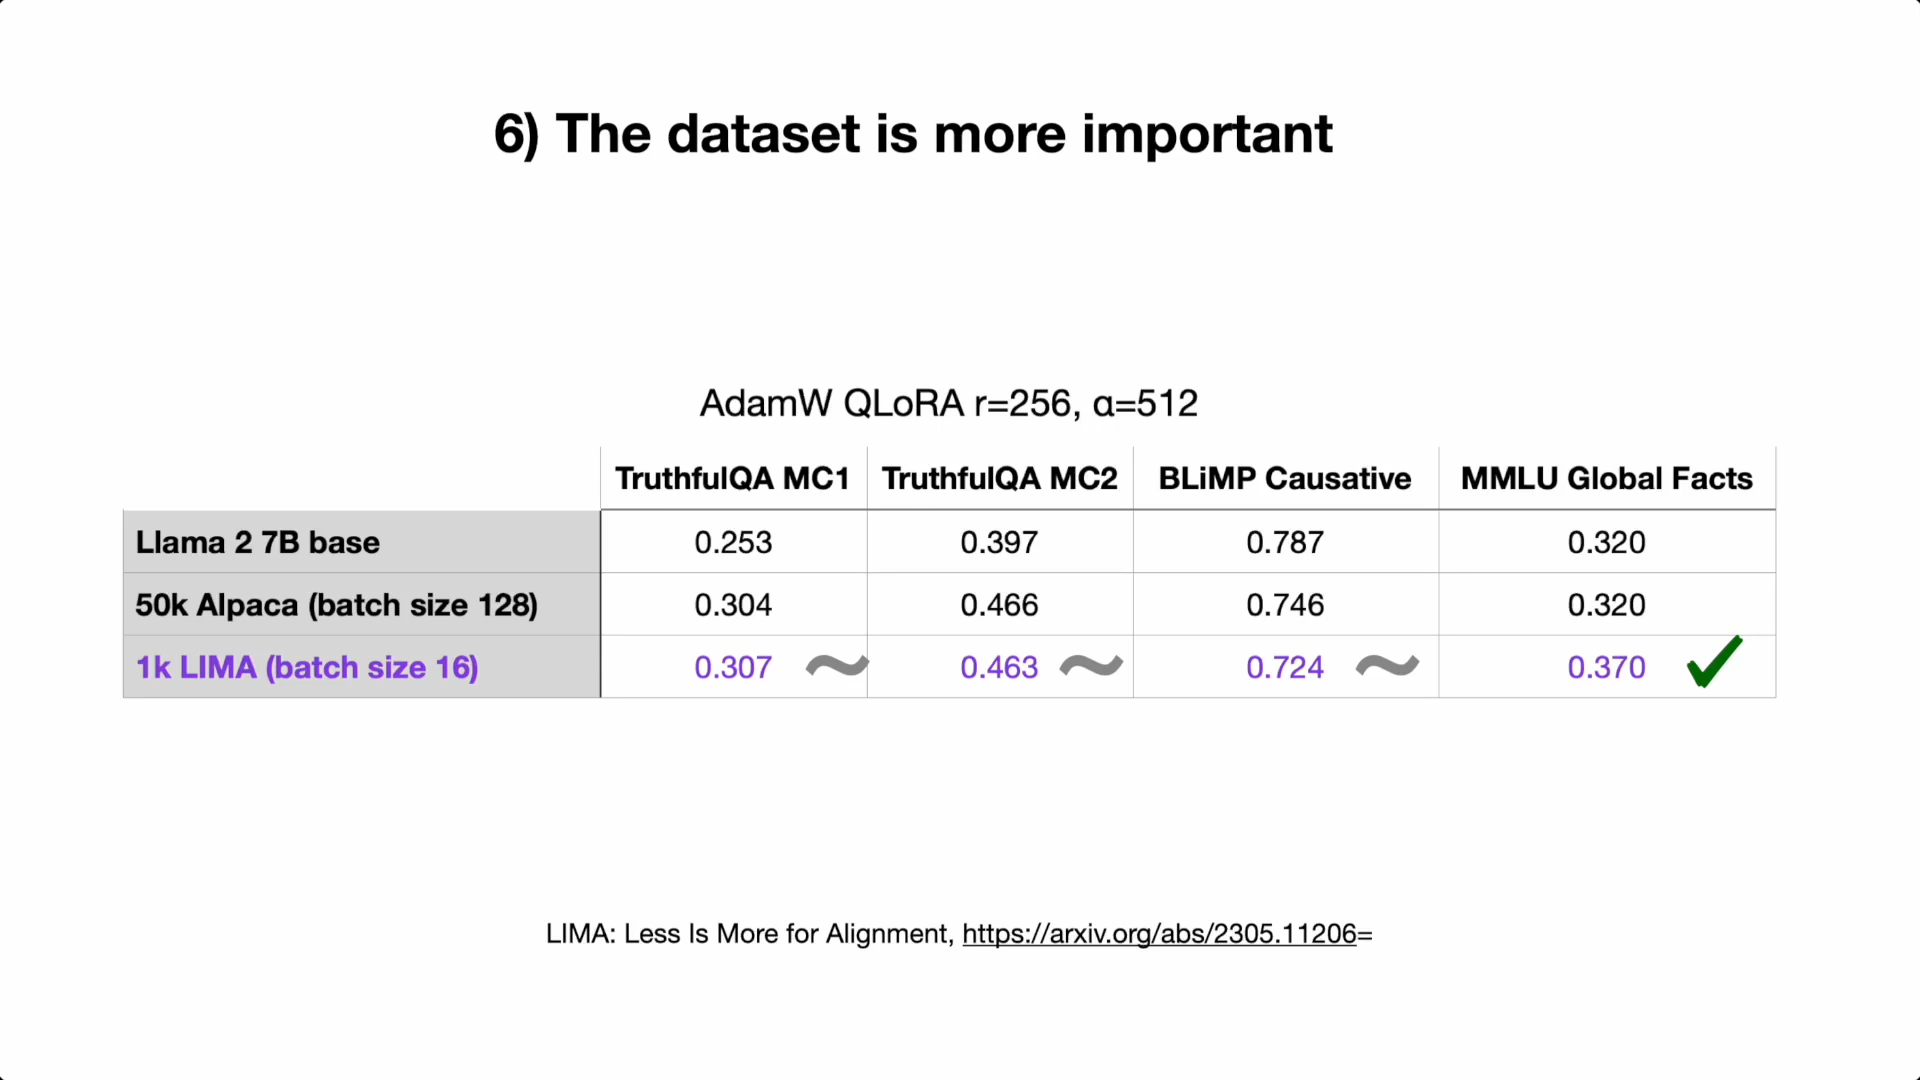 6) The dataset is more important
AdamW QLoRA r=256, α=512
TruthfulQA MC1 TruthfulQA MC2 BLiMP Causative MMLU Global Facts
Llama 2 7B base 0.253 0.397 0.787 0.320
50k Alpaca (batch size 128) 0.304 0.466 0.746 0.320
1k LIMA (batch size 16) 0.307 ~ 0.463 ~ 0.724 ~ 0.370 ✓
LIMA: Less Is More for Alignment, https://arxiv.org/abs/2305.11206=